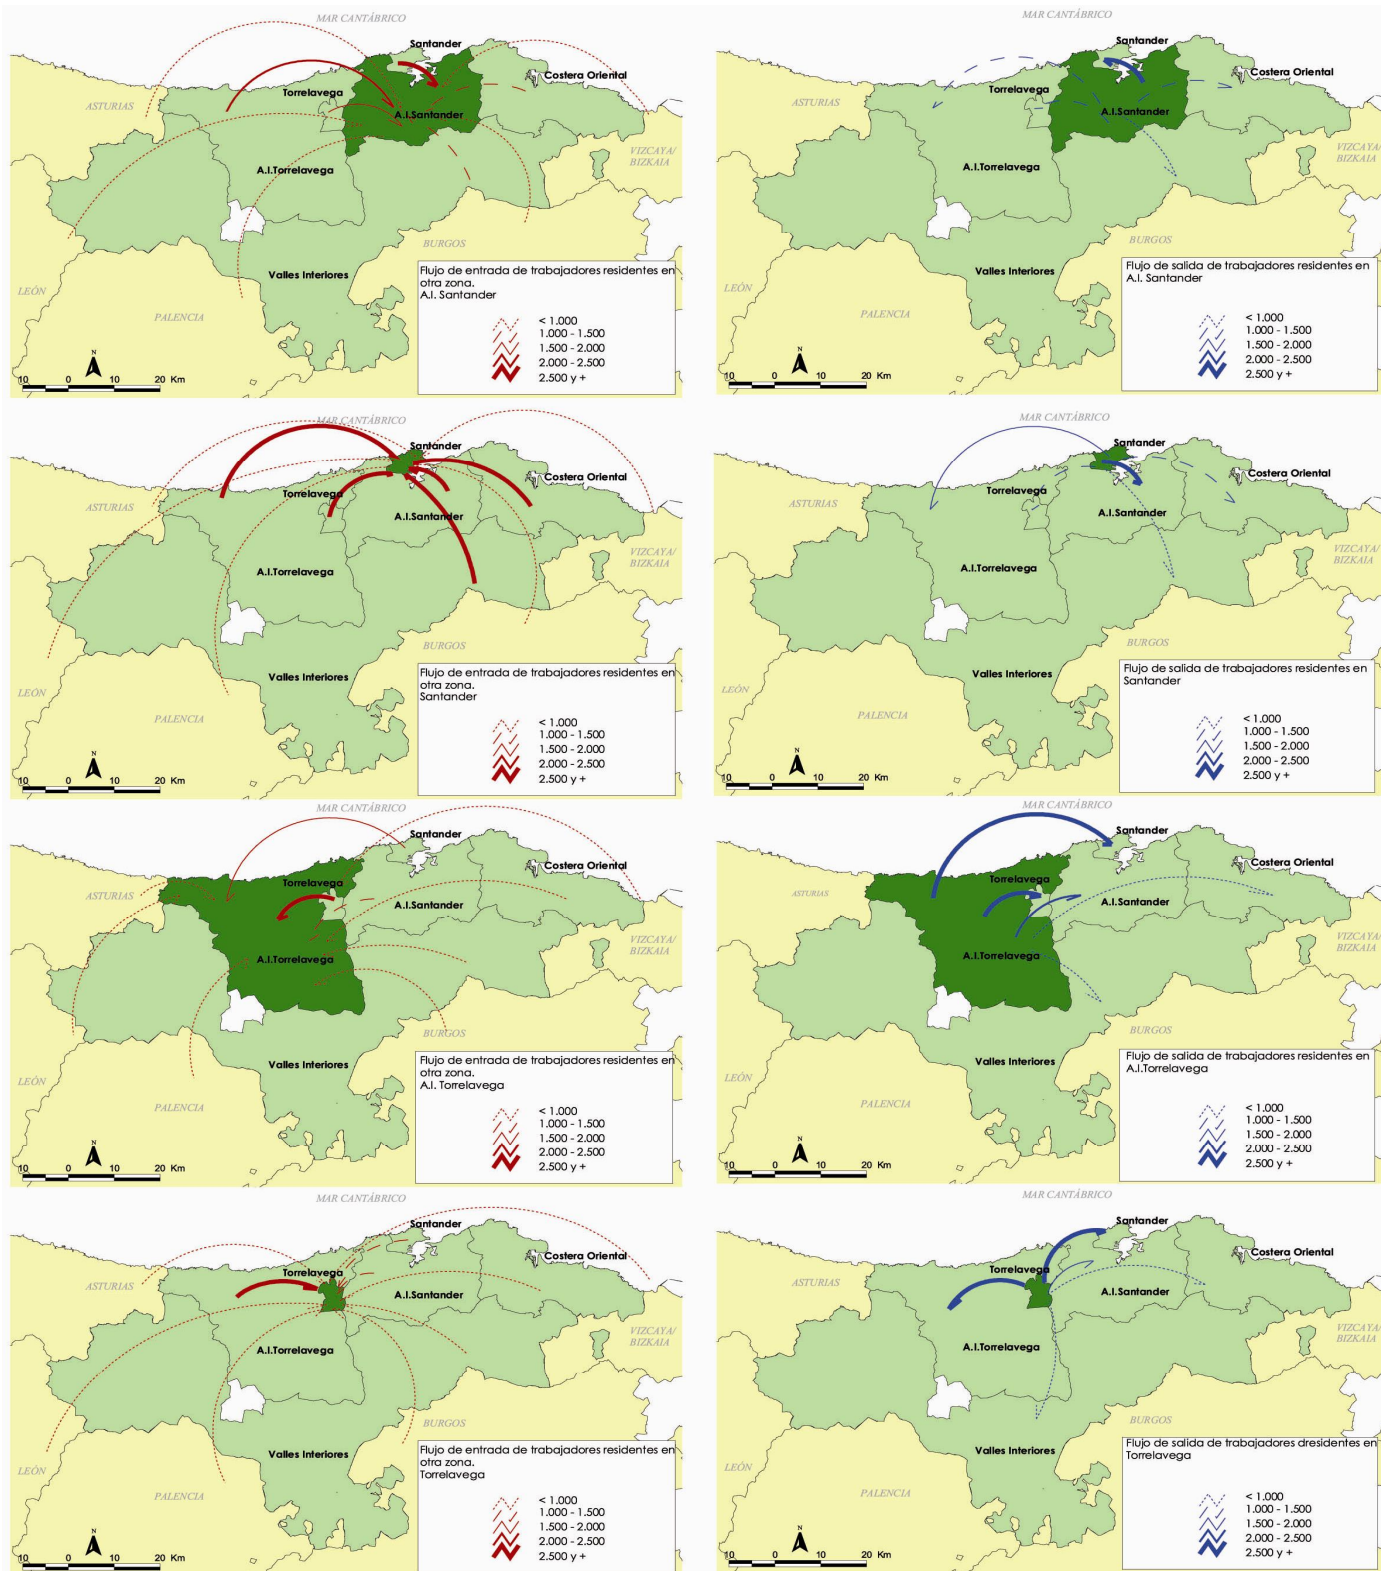 MAR CANTÁBRICO
Santander
Costera Oriental
Torrelavega
ASTURIAS
A.I.Santander
VIZCAYA/
BIZKAIA
A.I.Torrelavega
BURGOS
Valles Interiores
LEÓN
PALENCIA
Flujo de entrada de trabajadores residentes en
otra zona.
A.I. Santander
< 1.000
1.000 - 1.500
1.500 - 2.000
2.000 - 2.500
2.500 y +
N
10 0 10 20 Km
MAR CANTÁBRICO
Santander
Costera Oriental
Torrelavega
ASTURIAS
A.I.Santander
VIZCAYA/
BIZKAIA
A.I.Torrelavega
BURGOS
Valles Interiores
LEÓN
PALENCIA
Flujo de salida de trabajadores residentes en
A.I. Santander
< 1.000
1.000 - 1.500
1.500 - 2.000
2.000 - 2.500
2.500 y +
N
10 0 10 20 Km
MAR CANTÁBRICO
Santander
Costera Oriental
Torrelavega
ASTURIAS
A.I.Santander
VIZCAYA/
BIZKAIA
A.I.Torrelavega
BURGOS
Valles Interiores
LEÓN
PALENCIA
Flujo de entrada de trabajadores residentes en
otra zona.
Santander
< 1.000
1.000 - 1.500
1.500 - 2.000
2.000 - 2.500
2.500 y +
N
10 0 10 20 Km
MAR CANTÁBRICO
Santander
Costera Oriental
Torrelavega
ASTURIAS
A.I.Santander
VIZCAYA/
BIZKAIA
A.I.Torrelavega
BURGOS
Valles Interiores
LEÓN
PALENCIA
Flujo de salida de trabajadores residentes en
Santander
< 1.000
1.000 - 1.500
1.500 - 2.000
2.000 - 2.500
2.500 y +
N
10 0 10 20 Km
MAR CANTÁBRICO
Santander
Costera Oriental
Torrelavega
ASTURIAS
A.I.Santander
VIZCAYA/
BIZKAIA
A.I.Torrelavega
BURGOS
Valles Interiores
LEÓN
PALENCIA
Flujo de entrada de trabajadores residentes en
otra zona.
A.I. Torrelavega
< 1.000
1.000 - 1.500
1.500 - 2.000
2.000 - 2.500
2.500 y +
N
10 0 10 20 Km
MAR CANTÁBRICO
Santander
Costera Oriental
Torrelavega
ASTURIAS
A.I.Santander
VIZCAYA/
BIZKAIA
A.I.Torrelavega
BURGOS
Valles Interiores
LEÓN
PALENCIA
Flujo de salida de trabajadores residentes en
A.I.Torrelavega
< 1.000
1.000 - 1.500
1.500 - 2.000
2.000 - 2.500
2.500 y +
N
10 0 10 20 Km
MAR CANTÁBRICO
Santander
Costera Oriental
Torrelavega
ASTURIAS
A.I.Santander
VIZCAYA/
BIZKAIA
A.I.Torrelavega
BURGOS
Valles Interiores
LEÓN
PALENCIA
Flujo de entrada de trabajadores residentes en
otra zona.
Torrelavega
< 1.000
1.000 - 1.500
1.500 - 2.000
2.000 - 2.500
2.500 y +
N
10 0 10 20 Km
MAR CANTÁBRICO
Santander
Costera Oriental
Torrelavega
ASTURIAS
A.I.Santander
VIZCAYA/
BIZKAIA
A.I.Torrelavega
BURGOS
Valles Interiores
LEÓN
PALENCIA
Flujo de salida de trabajadores dresidentes en
Torrelavega
< 1.000
1.000 - 1.500
1.500 - 2.000
2.000 - 2.500
2.500 y +
N
10 0 10 20 Km